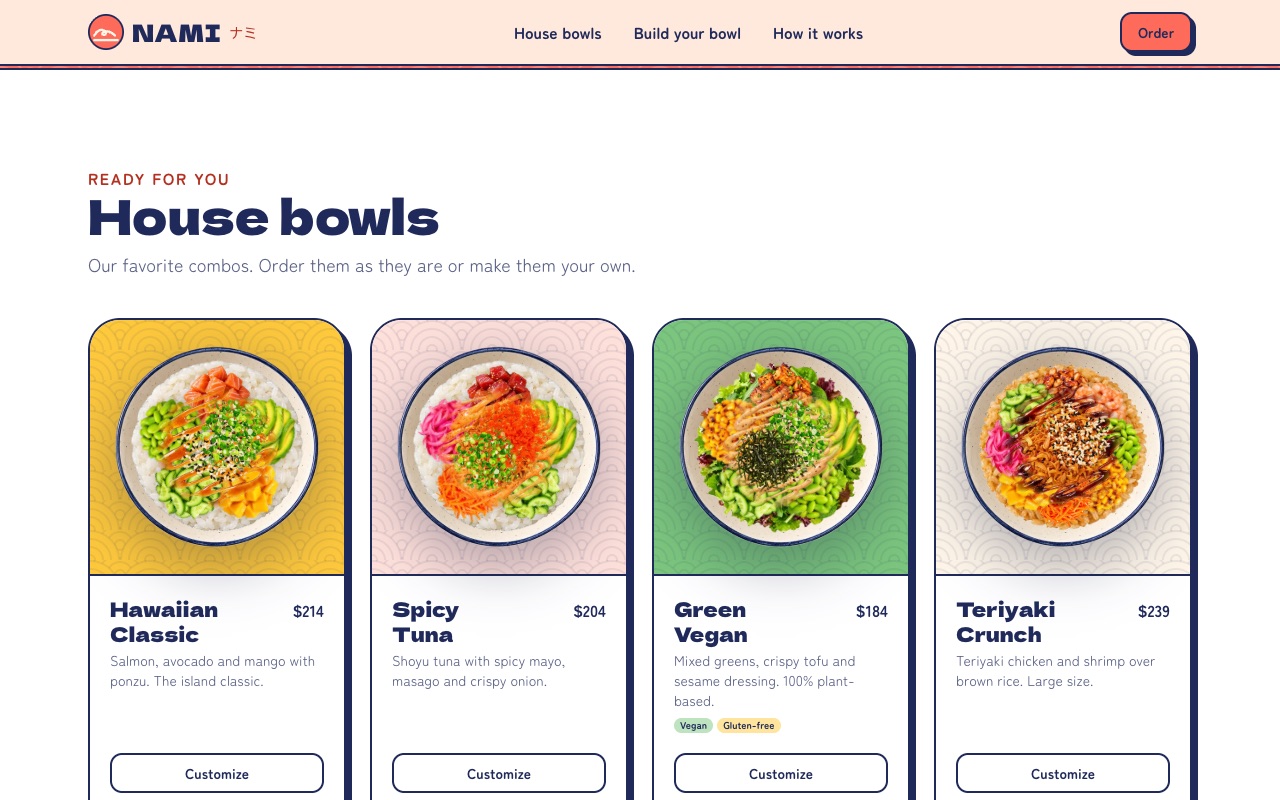 NAMI ナミ
House bowls
Build your bowl
How it works
Order
READY FOR YOU
House bowls
Our favorite combos. Order them as they are or make them your own.
Hawaiian
Classic
$214
Salmon, avocado and mango with
ponzu. The island classic.
Customize
Spicy
Tuna
$204
Shoyu tuna with spicy mayo,
masago and crispy onion.
Customize
Green
Vegan
$184
Mixed greens, crispy tofu and
sesame dressing. 100% plant-
based.
Vegan
Gluten-free
Customize
Teriyaki
Crunch
$239
Teriyaki chicken and shrimp over
brown rice. Large size.
Customize